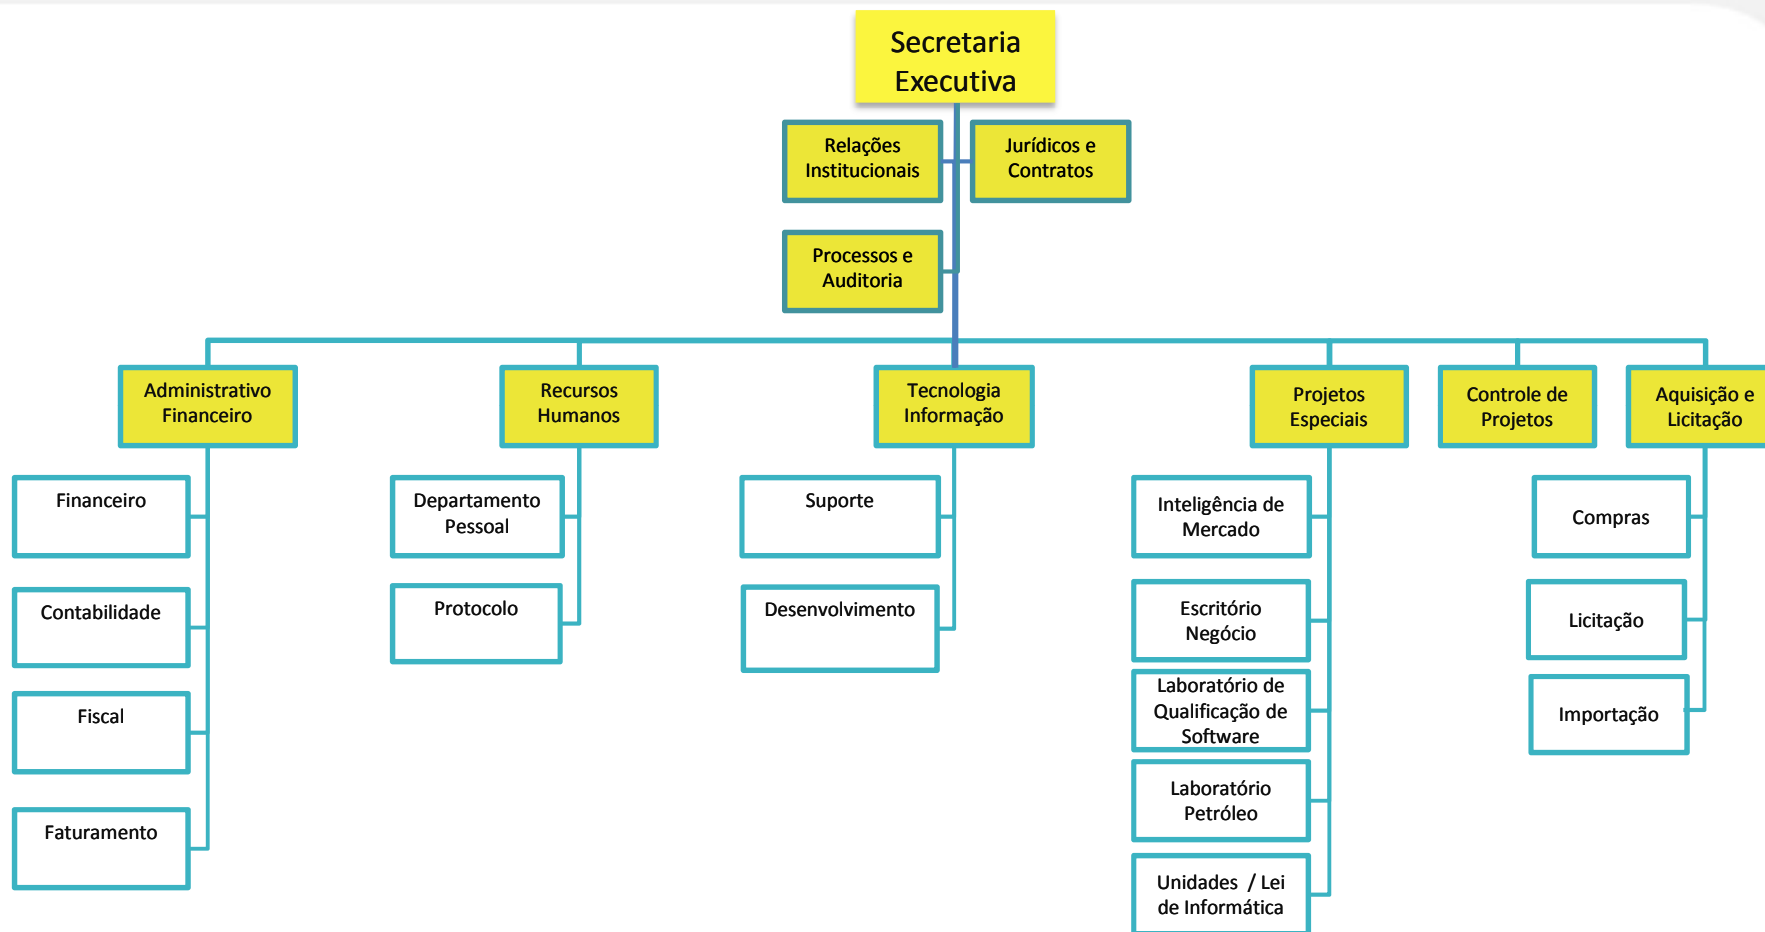 Secretaria
Executiva
Relações
Institucionais
Jurídicos e
Contratos
Processos e
Auditoria
Administrativo
Financeiro
Recursos
Humanos
Tecnologia
Informação
Projetos
Especiais
Controle de
Projetos
Aquisição e
Licitação
Financeiro
Contabilidade
Fiscal
Faturamento
Departamento
Pessoal
Protocolo
Suporte
Desenvolvimento
Inteligência de
Mercado
Escritório
Negócio
Laboratório de
Qualificação de
Software
Laboratório
Petróleo
Unidades / Lei
de Informática
Compras
Licitação
Importação